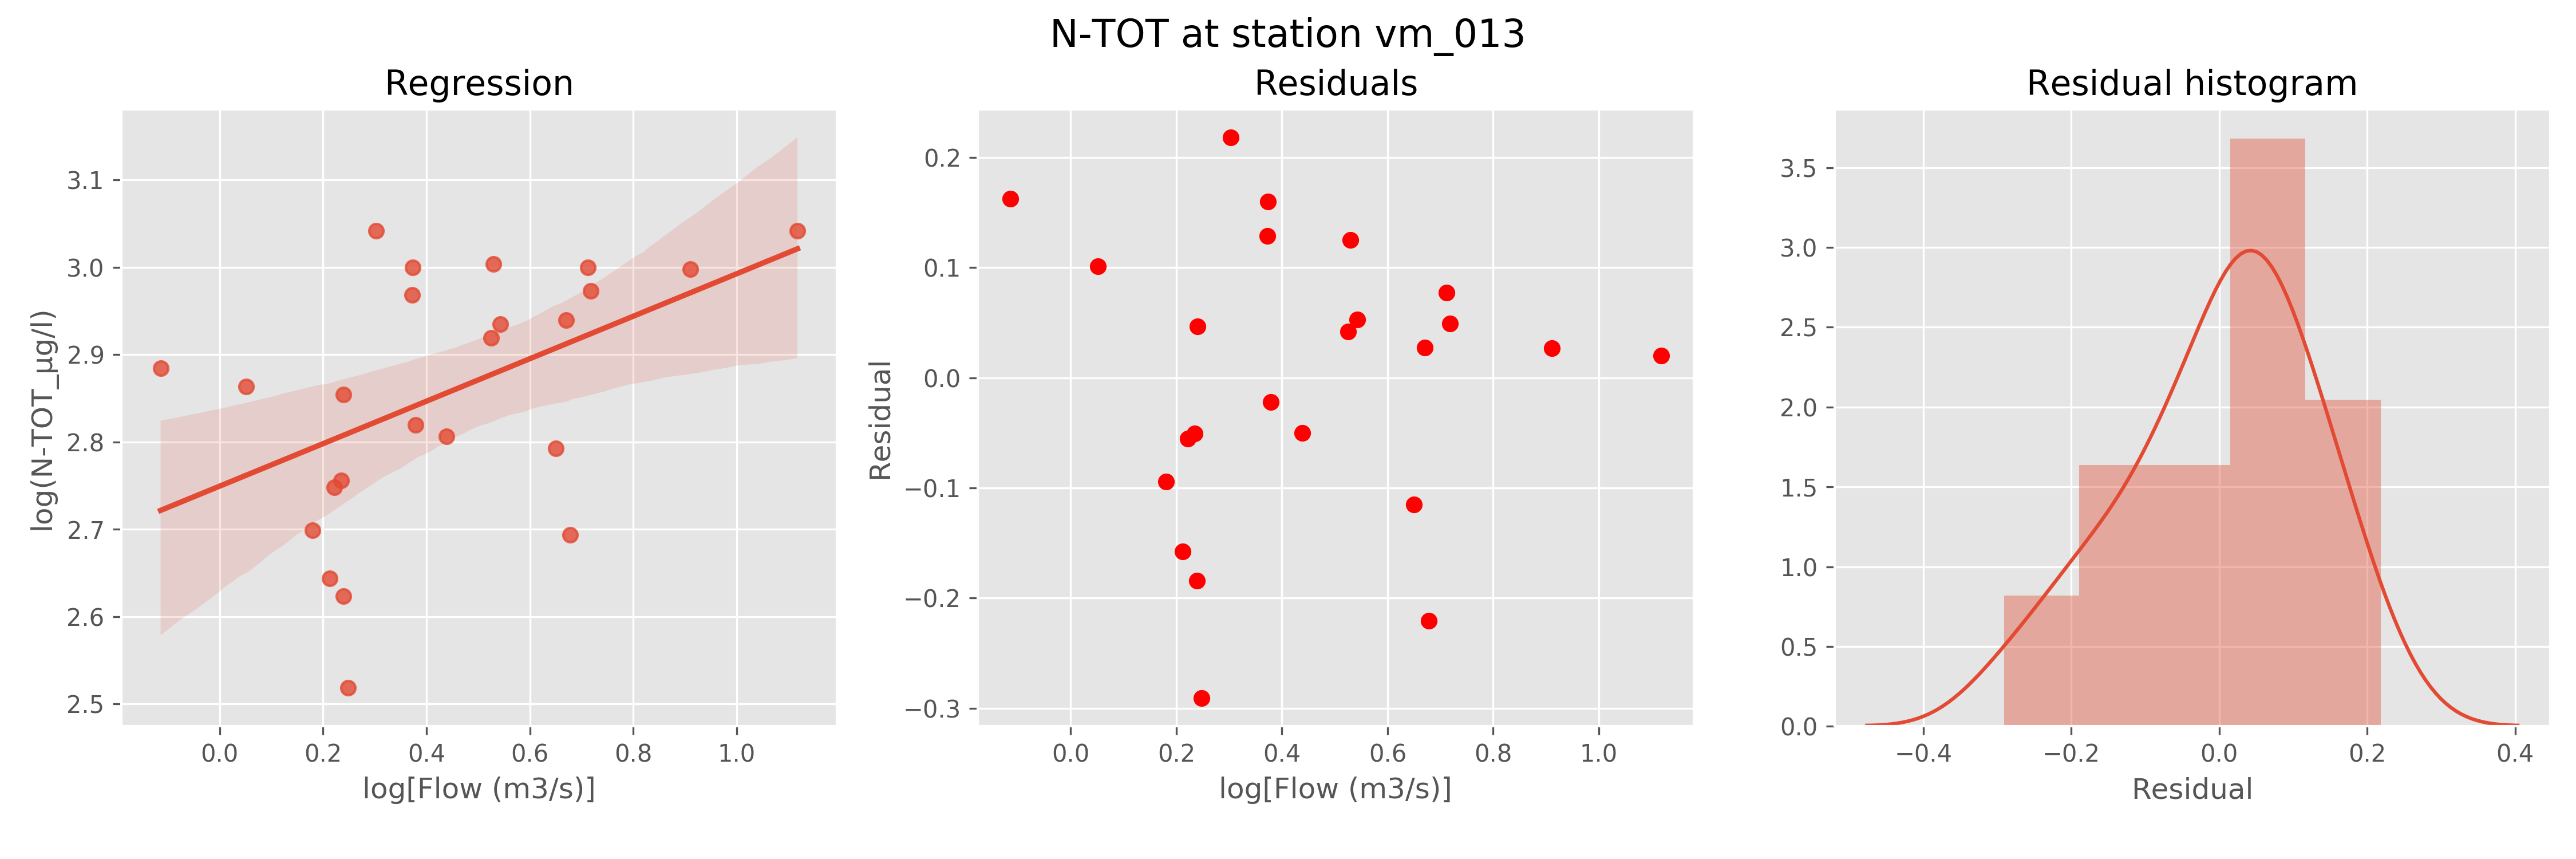 N-TOT at station vm_013
Regression
Residuals
Residual histogram
log(N-TOT_µg/l)
3.1
3.0
2.9
2.8
2.7
2.6
2.5
0.0 0.2 0.4 0.6 0.8 1.0
log[Flow (m3/s)]
Residual
0.2
0.1
0.0
−0.1
−0.2
−0.3
0.0 0.2 0.4 0.6 0.8 1.0
log[Flow (m3/s)]
3.5
3.0
2.5
2.0
1.5
1.0
0.5
0.0
−0.4 −0.2 0.0 0.2 0.4
Residual